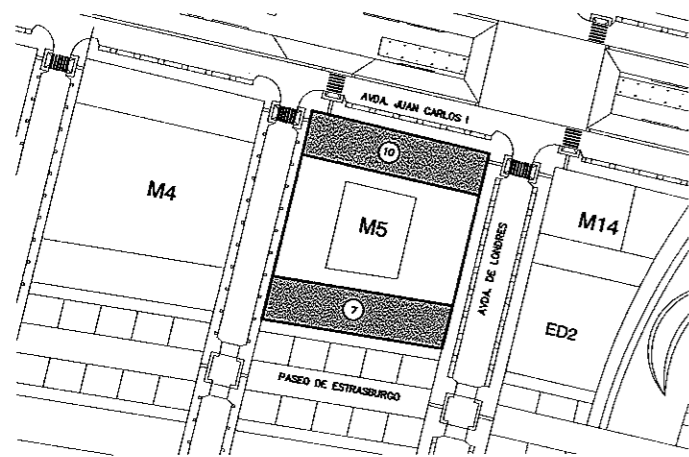 AVDA. JUAN CARLOS I
10
M4
M5
M14
AVDA. DE LONDRES
7
ED2
PASEO DE ESTRASBURGO